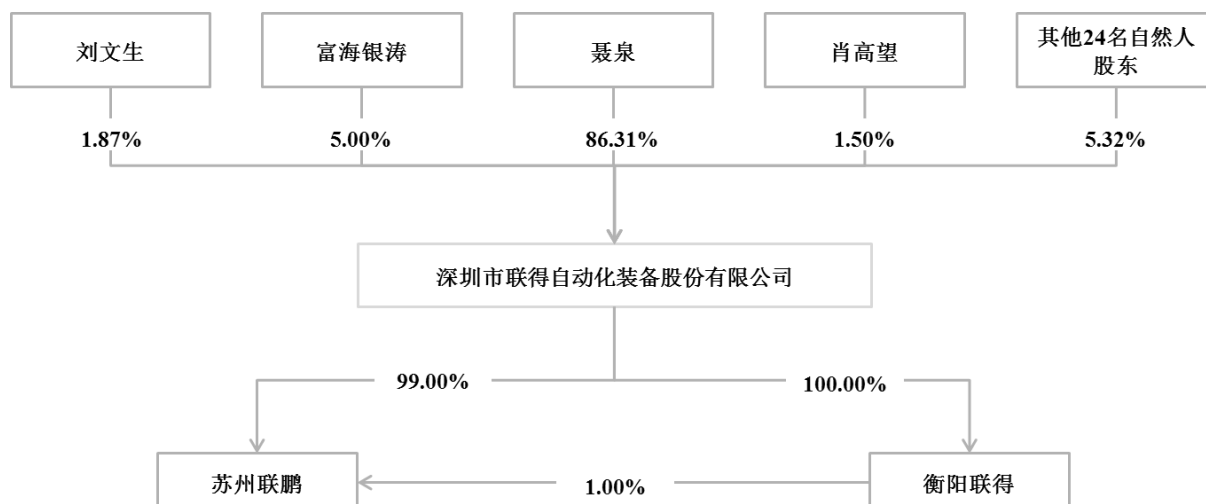 刘文生
富海银涛
聂泉
肖高望
其他24名自然人
股东
1.87%
5.00%
86.31%
1.50%
5.32%
深圳市联得自动化装备股份有限公司
99.00%
100.00%
苏州联鹏
1.00%
衡阳联得